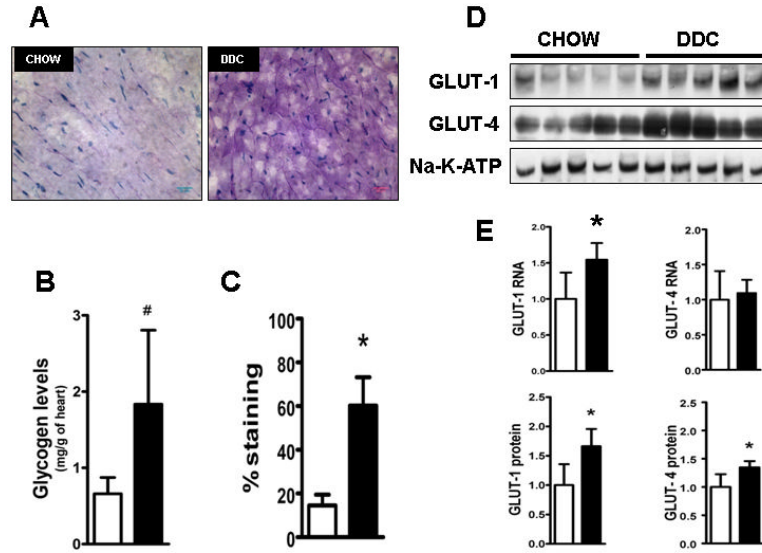 A
CHOW
DDC
D
CHOW DDC
GLUT-1
GLUT-4
Na-K-ATP
B
Glycogen levels
(mg/g of heart)
3
2
1
0
#
C
% staining
100
80
60
40
20
0
*
E
GLUT-1 RNA
2.0
1.5
1.0
0.5
0.0
*
GLUT- 4 RNA
2.0
1.5
1.0
0.5
0.0
GLUT-1 protein
2.5
2.0
1.5
1.0
0.5
0.0
*
GLUT- 4 protein
2.5
2.0
1.5
1.0
0.5
0.0
*